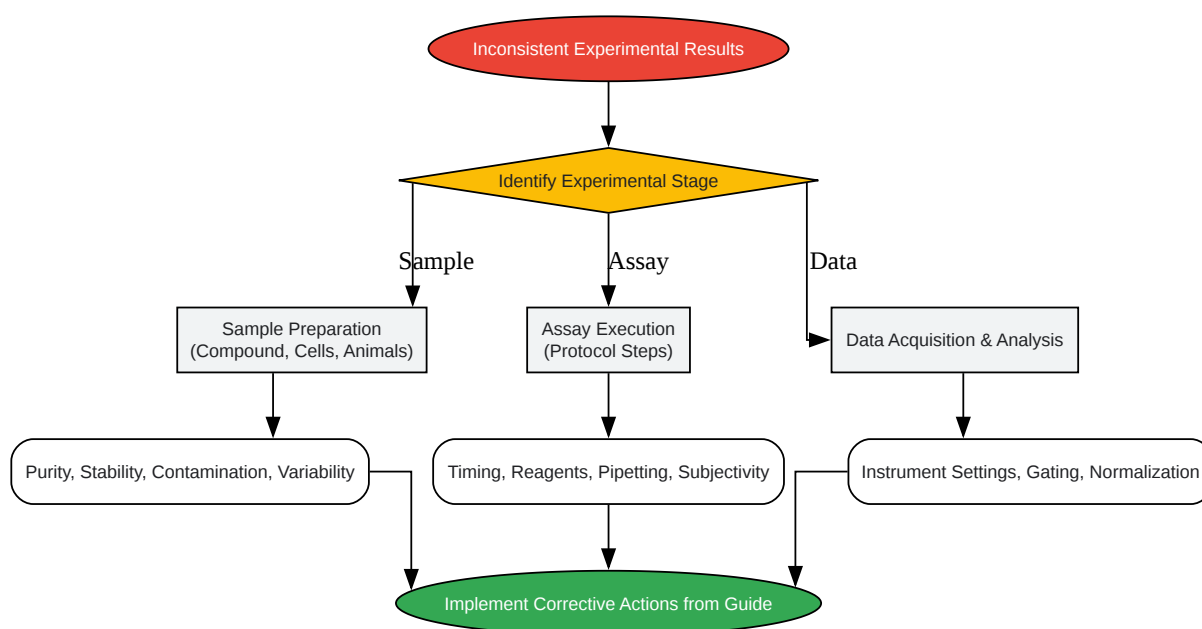 Inconsistent Experimental Results
Identify Experimental Stage
Sample
Assay
Data
Sample Preparation
(Compound, Cells, Animals)
Assay Execution
(Protocol Steps)
Data Acquisition & Analysis
Purity, Stability, Contamination, Variability
Timing, Reagents, Pipetting, Subjectivity
Instrument Settings, Gating, Normalization
Implement Corrective Actions from Guide